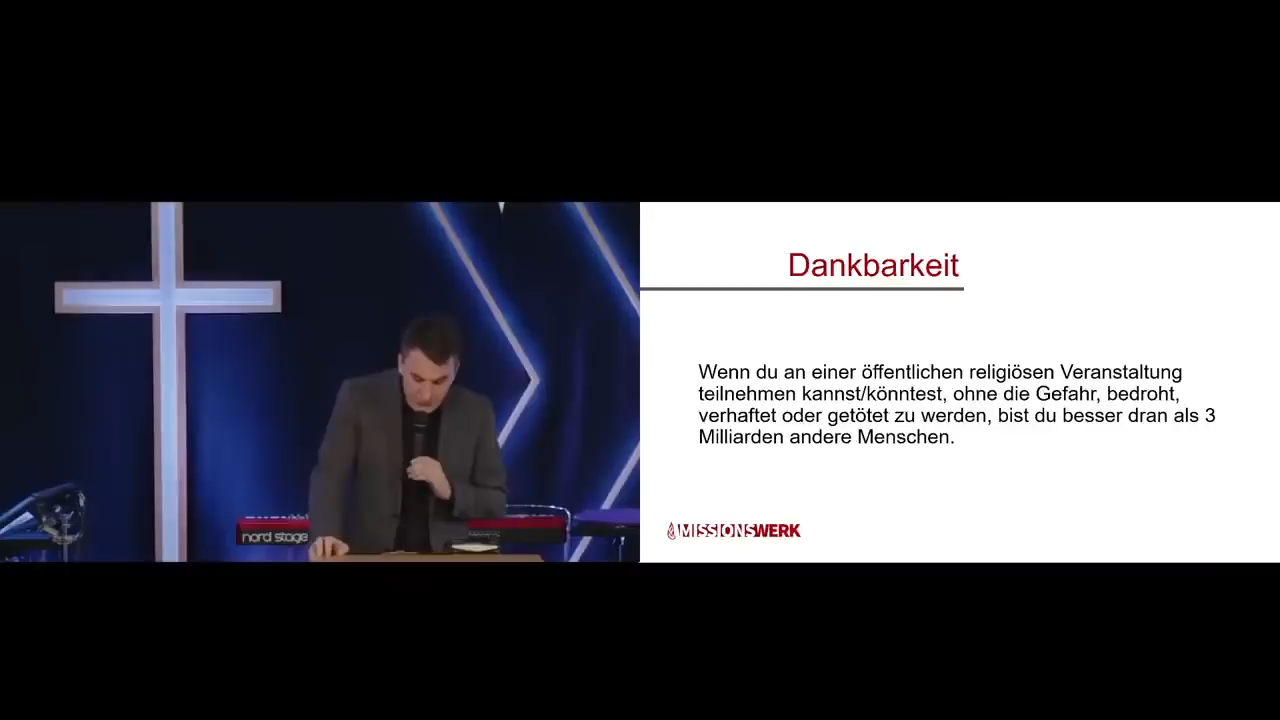 Dankbarkeit
Wenn du an einer öffentlichen religiösen Veranstaltung
teilnehmen kannst/könntest, ohne die Gefahr, bedroht,
verhaftet oder getötet zu werden, bist du besser dran als 3
Milliarden andere Menschen.
nord stage
MISSIONSWERK